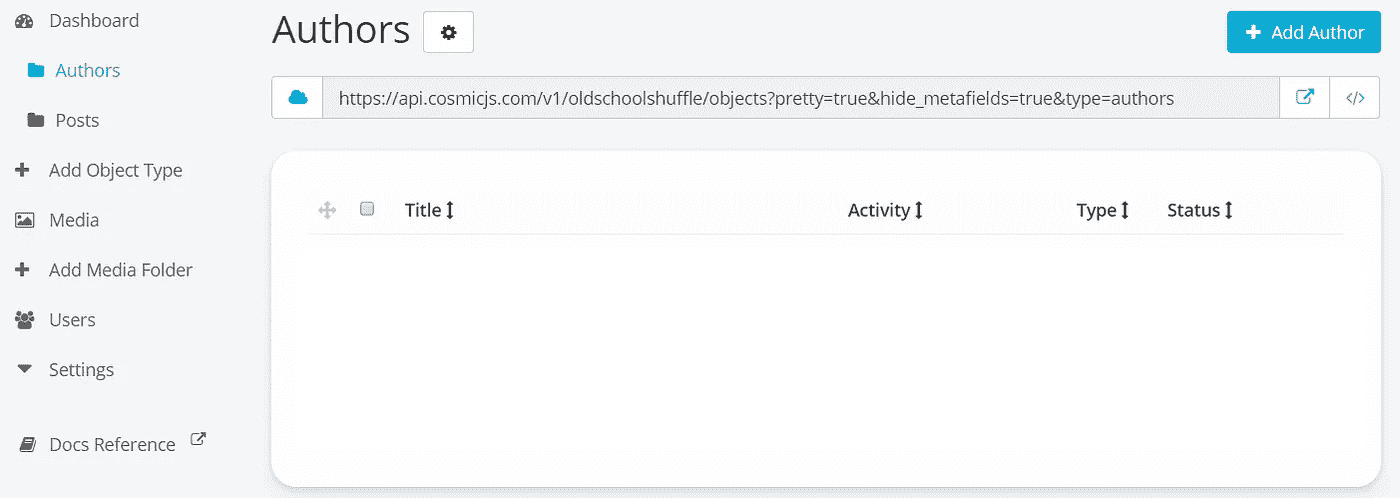 Dashboard
Authors
Posts
Add Object Type
Media
Add Media Folder
Users
Settings
Docs Reference
Authors
Add Author
https://api.cosmicjs.com/v1/oldschoolshuffle/objects?pretty=true&hide_metafields=true&type=authors
Title Activity Type Status